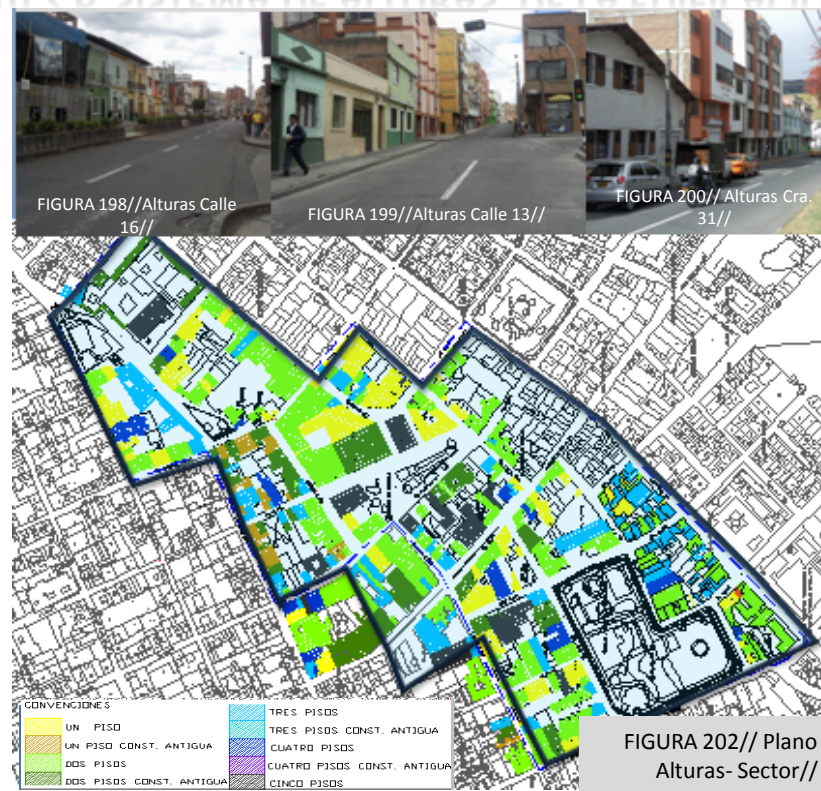 FIGURA 198//Alturas Calle
16//
FIGURA 199//Alturas Calle 13//
FIGURA 200// Alturas Cra.
31//
CONVENCIONES
UN PISO
UN PISO CONST. ANTIGUA
DOS PISOS
DOS PISOS CONST. ANTIGUA
TRES PISOS
TRES PISOS CONST. ANTIGUA
CUATRO PISOS
CUATRO PISOS CONST. ANTIGUA
CINCO PISOS
FIGURA 202// Plano
Alturas- Sector//